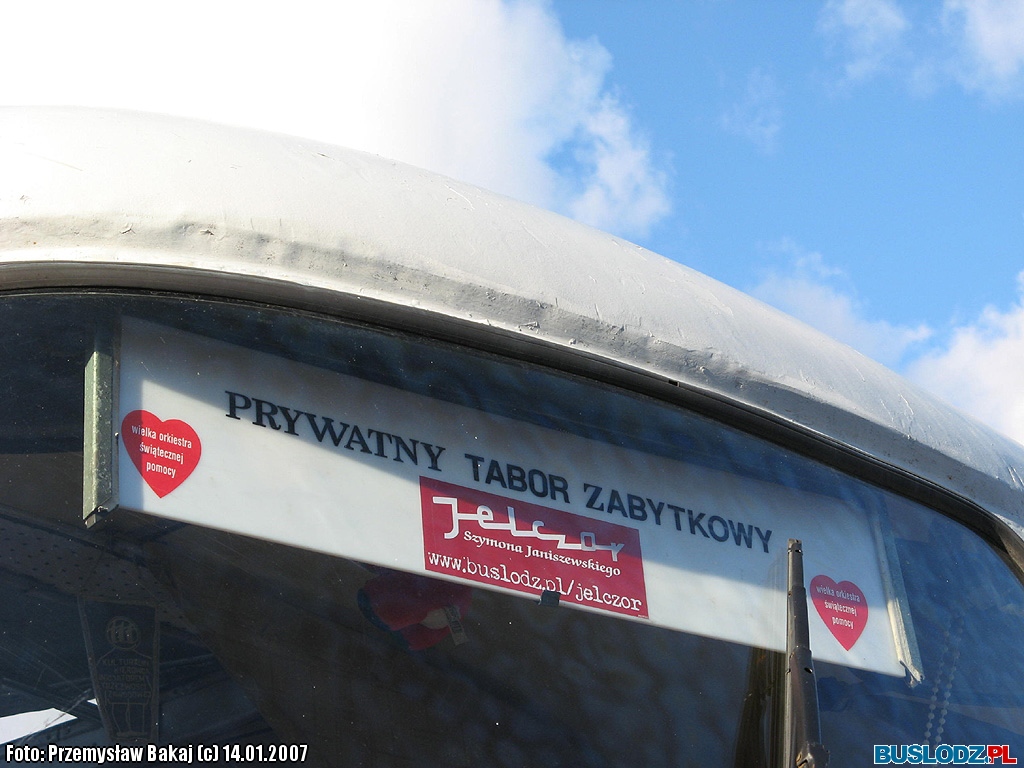 PRYWATNY TABOR ZABYTKOWY
wielka orkiestra
świątecznej
pomocy
Jelczor
Szymona Janiszewskiego
www.buslodz.pl/jelczor
wielka orkiestra
świątecznej
pomocy
Foto: Przemysław Bakaj (c) 14.01.2007
BUSLODZ.PL